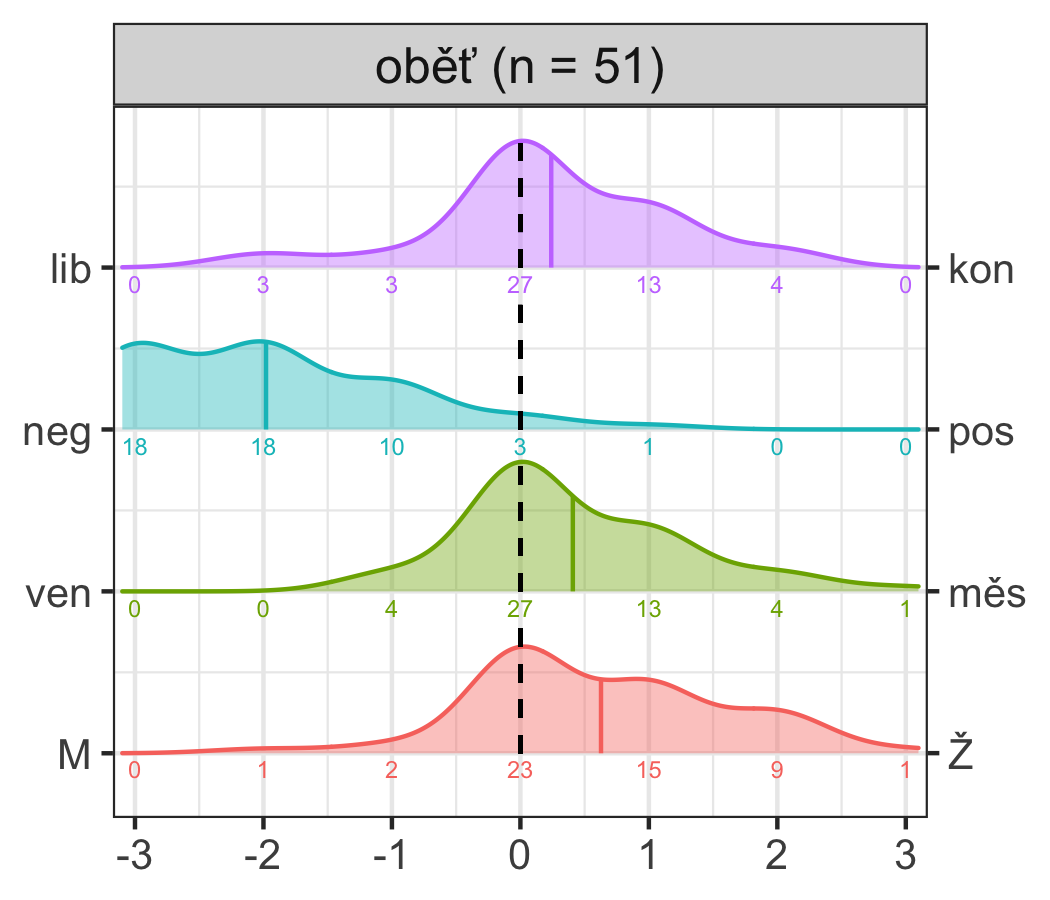 oběť (n = 51)
lib kon
0 3 3 27 13 4 0
neg pos
18 18 10 3 1 0 0
ven měs
0 0 4 27 13 4 1
M Ž
0 1 2 23 15 9 1
-3 -2 -1 0 1 2 3